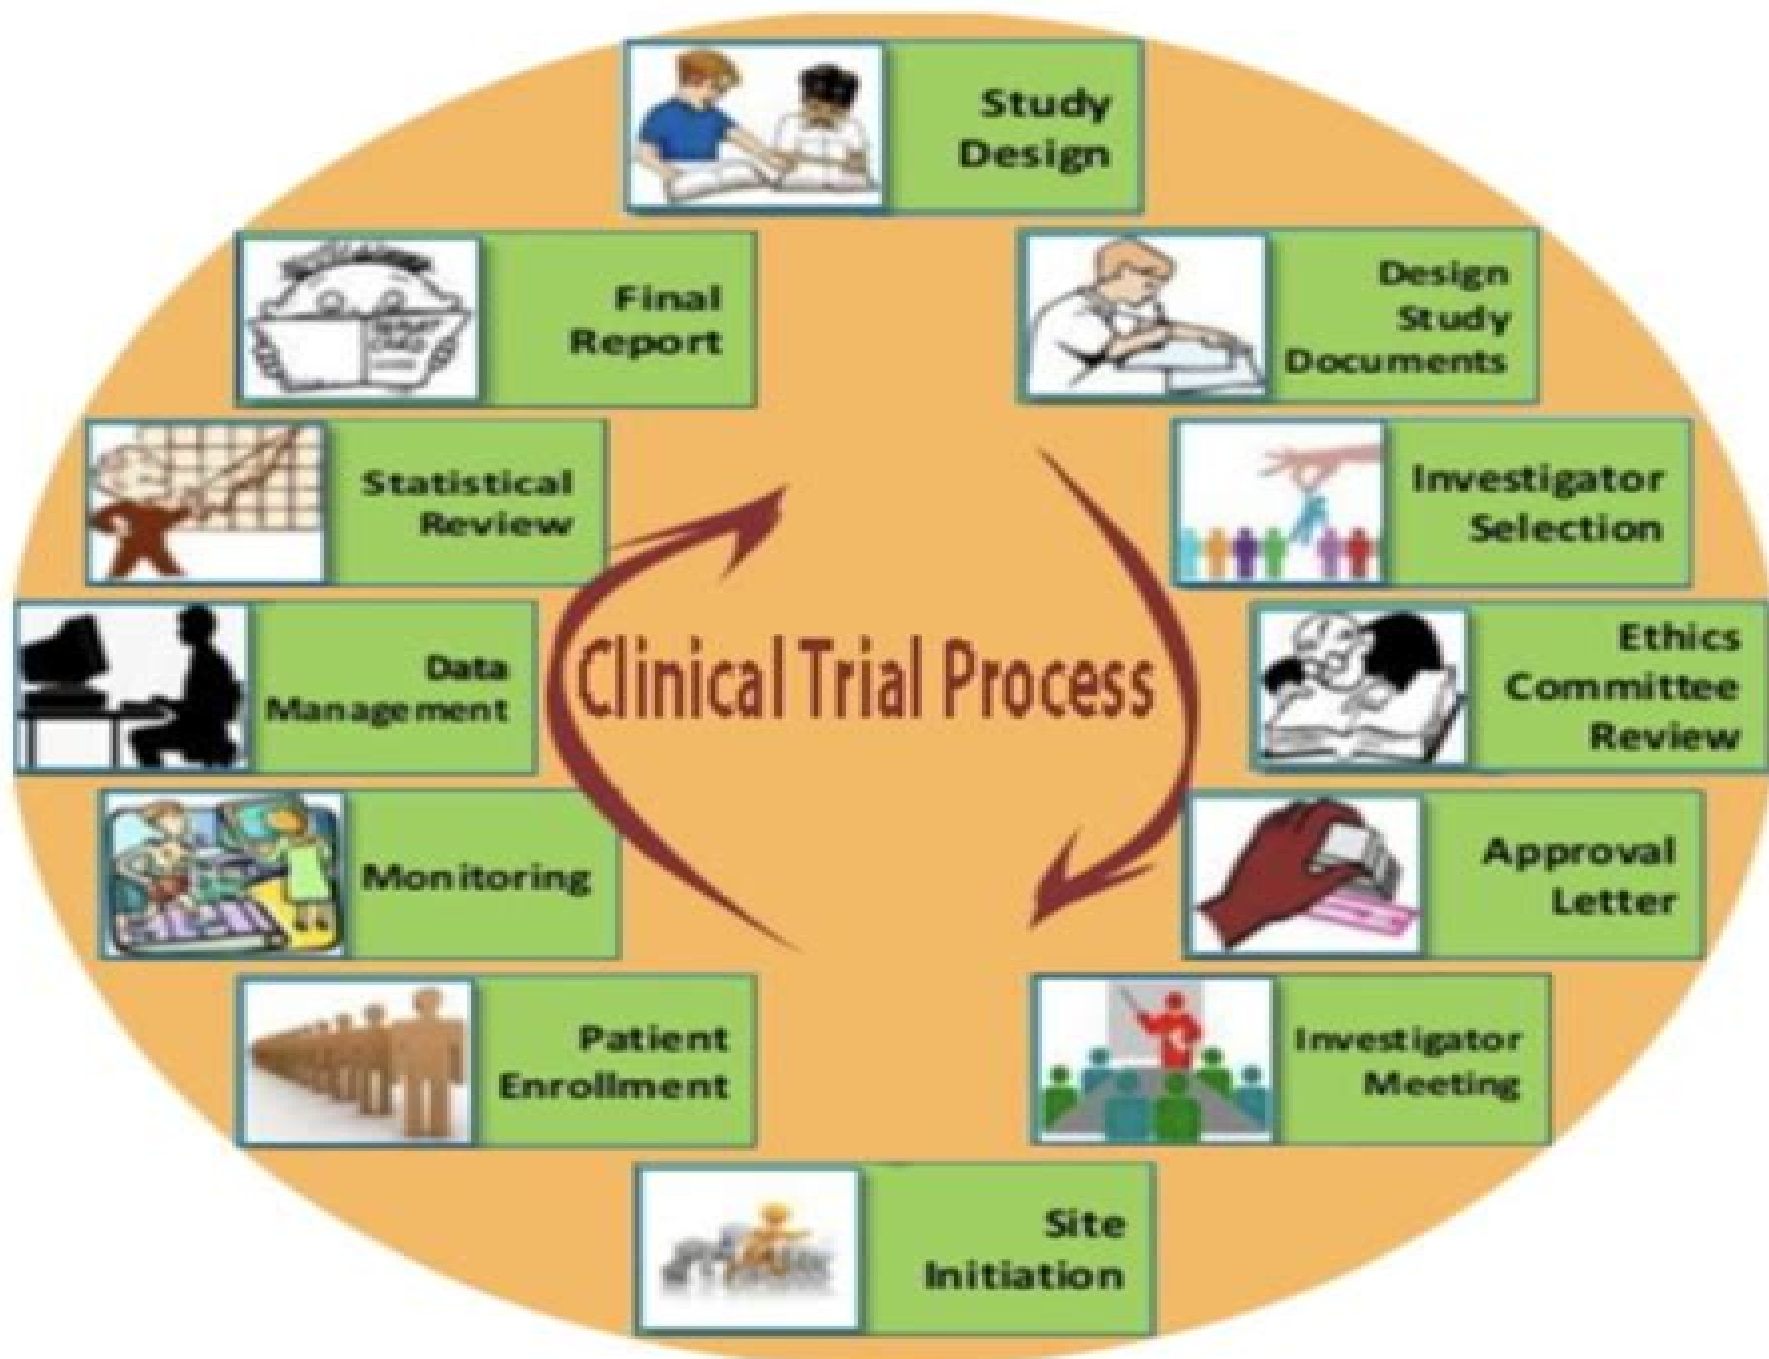 Study
Design
Design
Study
Documents
Investigator
Selection
Ethics
Committee
Review
Approval
Letter
Investigator
Meeting
Site
Initiation
Patient
Enrollment
Monitoring
Data
Management
Statistical
Review
Final
Report
Clinical Trial Process